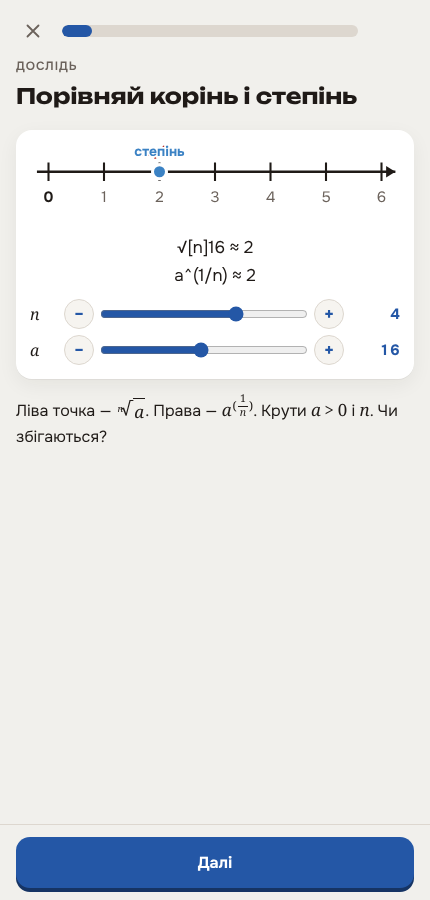 ДОСЛІДЬ
Порівняй корінь і степінь
степінь
0 1 2 3 4 5 6
√[n]16 ≈ 2
a^(1/n) ≈ 2
n − + 4
a − + 16
Ліва точка — ⁿ√a. Права — a^(1/n). Крути a > 0 і n. Чи
збігаються?
Далі